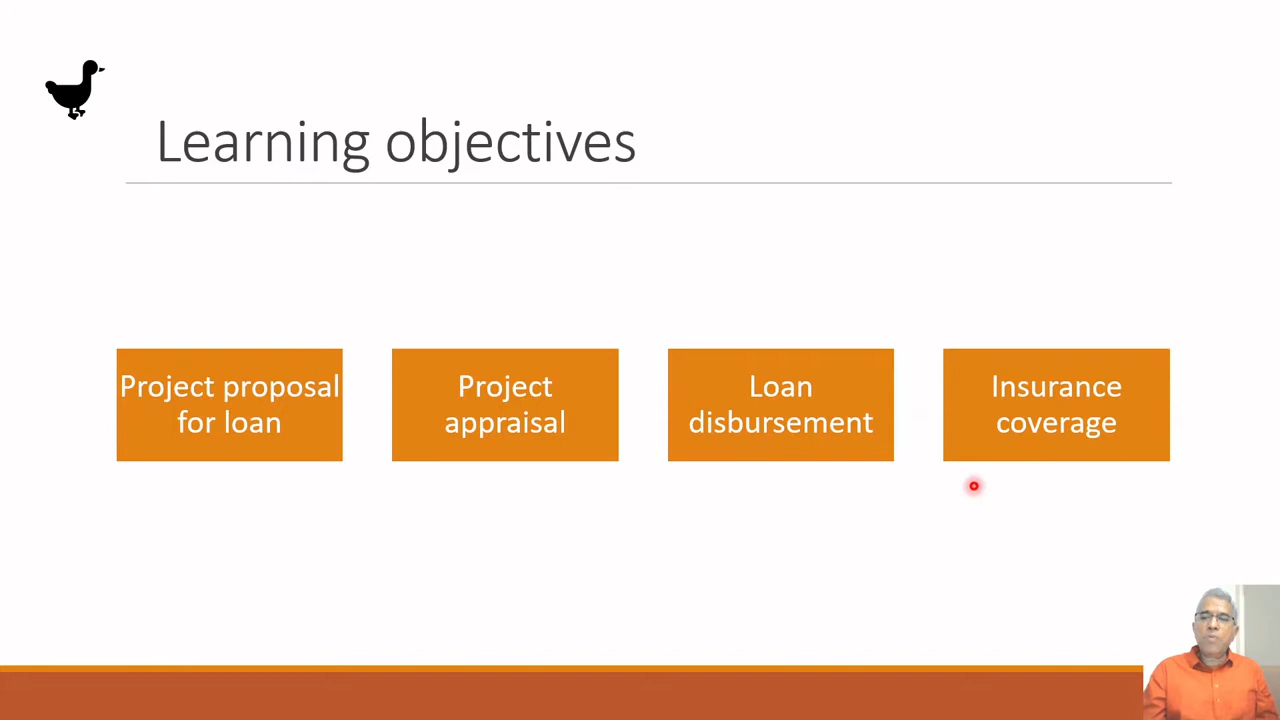 Learning objectives
Project proposal
for loan
Project
appraisal
Loan
disbursement
Insurance
coverage